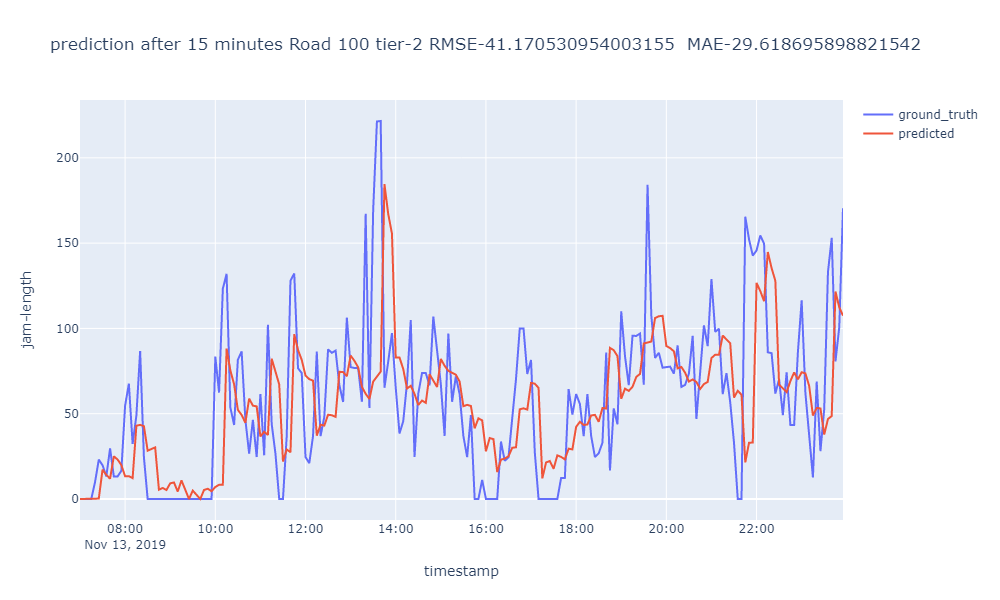 prediction after 15 minutes Road 100 tier-2 RMSE-41.170530954003155  MAE-29.618695898821542
ground_truth
predicted
200
150
100
50
0
jam-length
08:00 10:00 12:00 14:00 16:00 18:00 20:00 22:00
Nov 13, 2019
timestamp